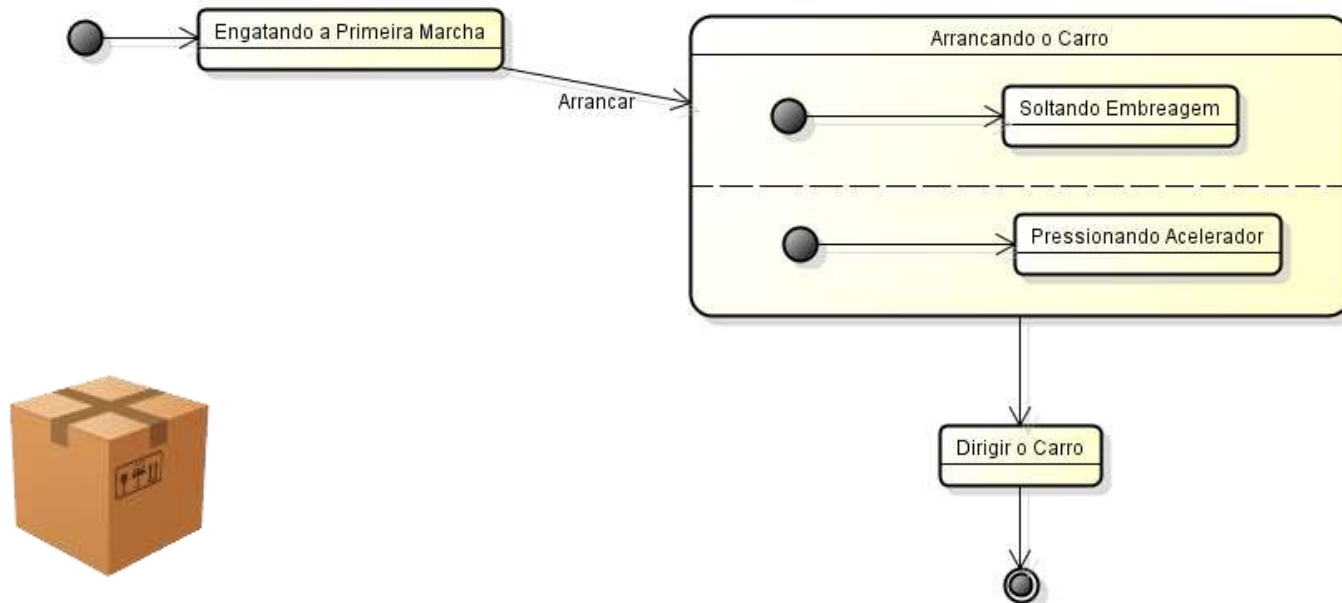 Engatando a Primeira Marcha
Arrancar
Arrancando o Carro
Soltando Embreagem
Pressionando Acelerador
Dirigir o Carro